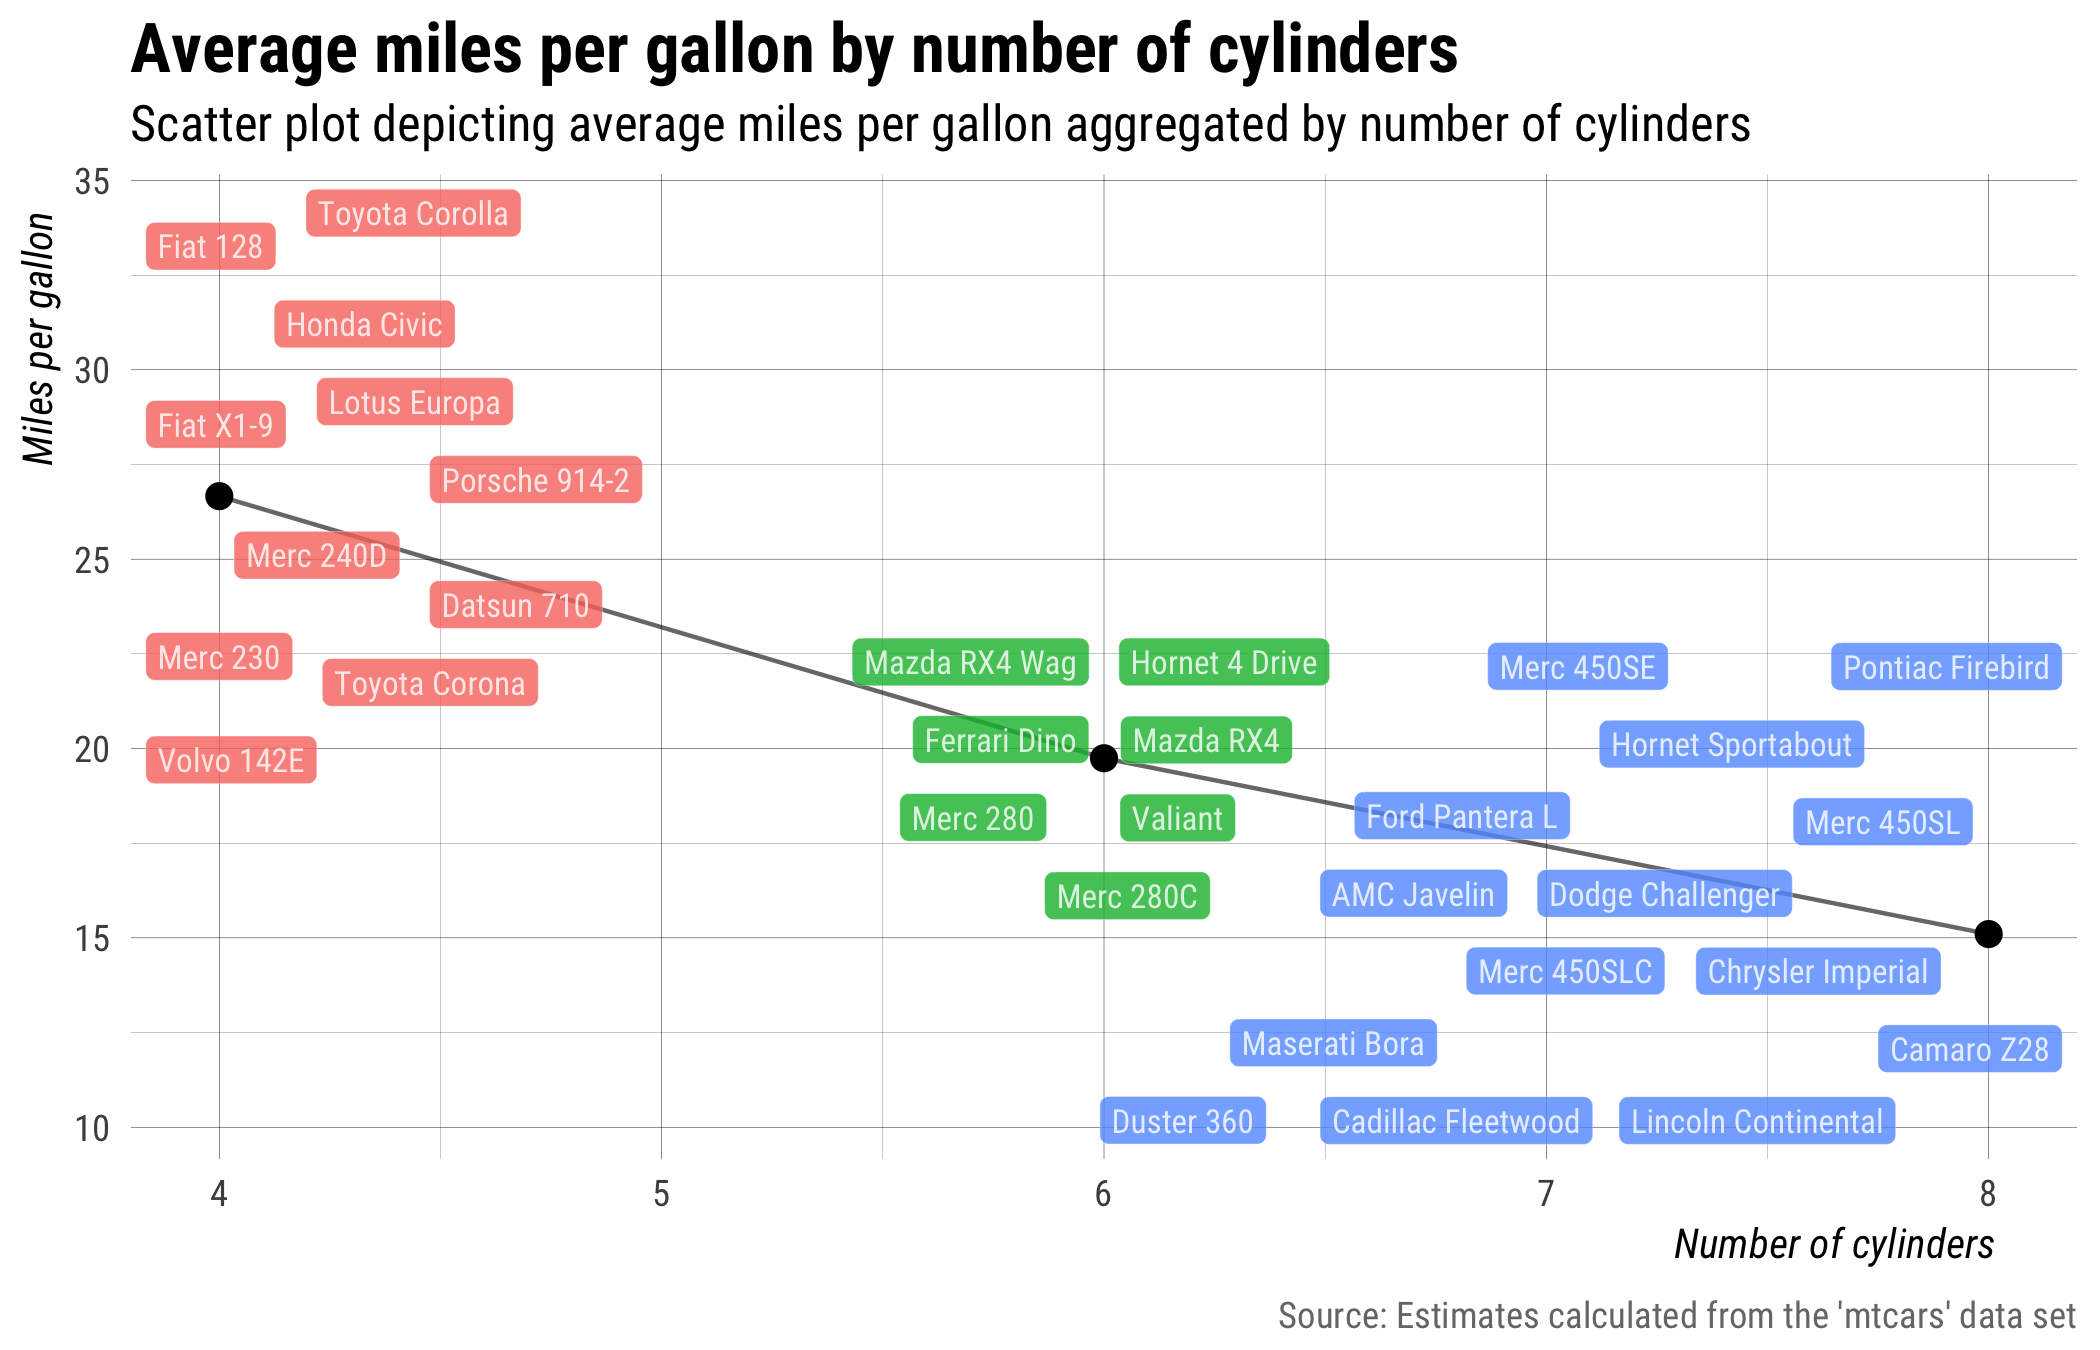 Average miles per gallon by number of cylinders
Scatter plot depicting average miles per gallon aggregated by number of cylinders
Miles per gallon
35
30
25
20
15
10
Toyota Corolla
Fiat 128
Honda Civic
Lotus Europa
Fiat X1-9
Porsche 914-2
Merc 240D
Datsun 710
Merc 230
Toyota Corona
Volvo 142E
Mazda RX4 Wag
Hornet 4 Drive
Ferrari Dino
Mazda RX4
Merc 280
Valiant
Merc 280C
Merc 450SE
Pontiac Firebird
Hornet Sportabout
Ford Pantera L
Merc 450SL
AMC Javelin
Dodge Challenger
Merc 450SLC
Chrysler Imperial
Maserati Bora
Camaro Z28
Duster 360
Cadillac Fleetwood
Lincoln Continental
4
5
6
7
8
Number of cylinders
Source: Estimates calculated from the 'mtcars' data set